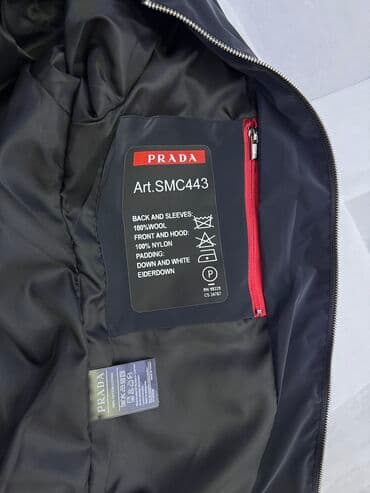 PRADA
Art.SMC443
BACK AND SLEEVES:
100%WOOL
FRONT AND HOOD:
100% NYLON
PADDING:
DOWN AND WHITE
EIDERDOWN
P
PRADA